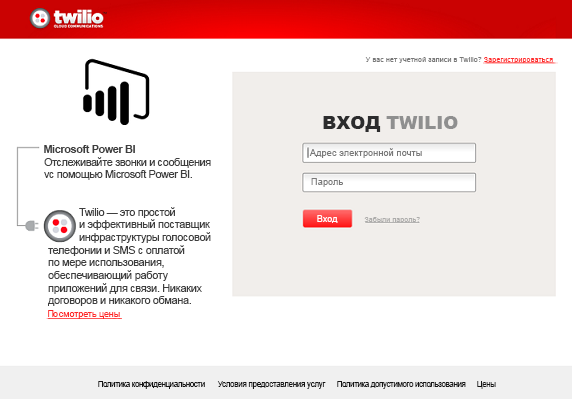 twilio
CLOUD COMMUNICATIONS
У вас нет учетной записи в Twilio? Зарегистрироваться
Microsoft Power BI
Отслеживайте звонки и сообщения
vc помощью Microsoft Power BI.
Twilio — это простой
и эффективный поставщик
инфраструктуры голосовой
телефонии и SMS с оплатой
по мере использования,
обеспечивающий работу
приложений для связи. Никаких
договоров и никакого обмана.
Посмотреть цены
ВХОД TWILIO
Адрес электронной почты
Пароль
Вход
Забыли пароль?
Политика конфиденциальности Условия предоставления услуг Политика допустимого использования Цены